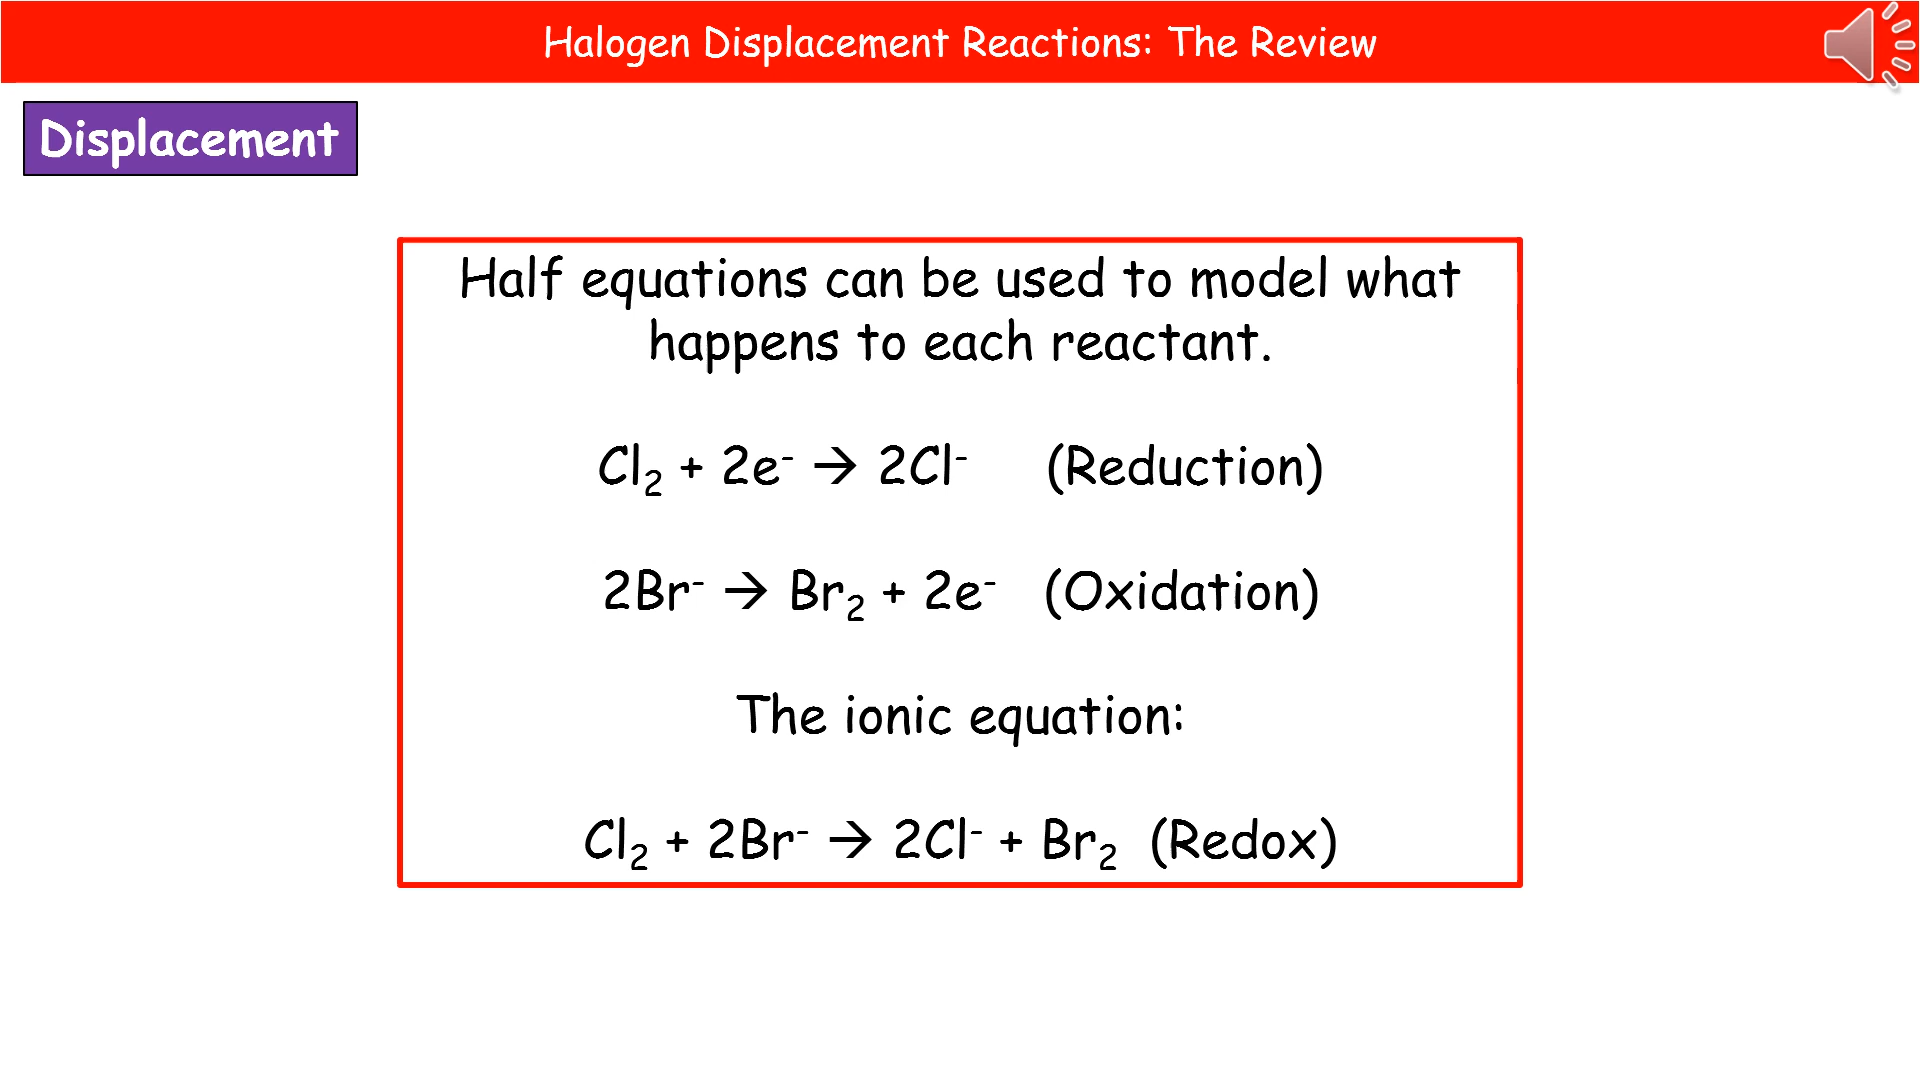 Halogen Displacement Reactions: The Review
Displacement
Half equations can be used to model what
happens to each reactant.
Cl₂ + 2e⁻ → 2Cl⁻ (Reduction)
2Br⁻ → Br₂ + 2e⁻ (Oxidation)
The ionic equation:
Cl₂ + 2Br⁻ → 2Cl⁻ + Br₂ (Redox)